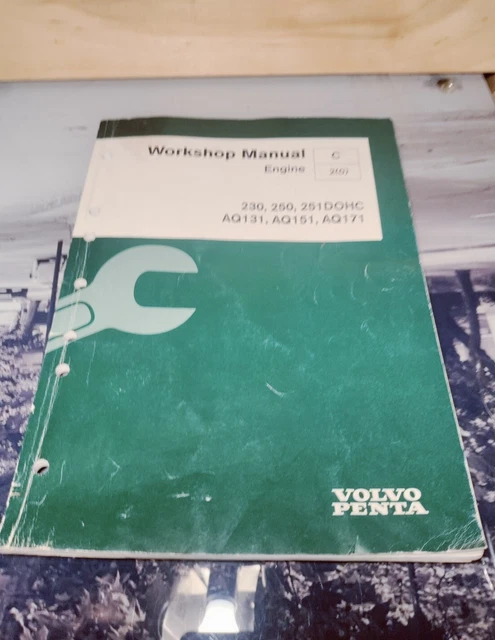 Workshop Manual
C
Engine
2(0)
230, 250, 251DOHC
AQ131, AQ151, AQ171
VOLVO
PENTA